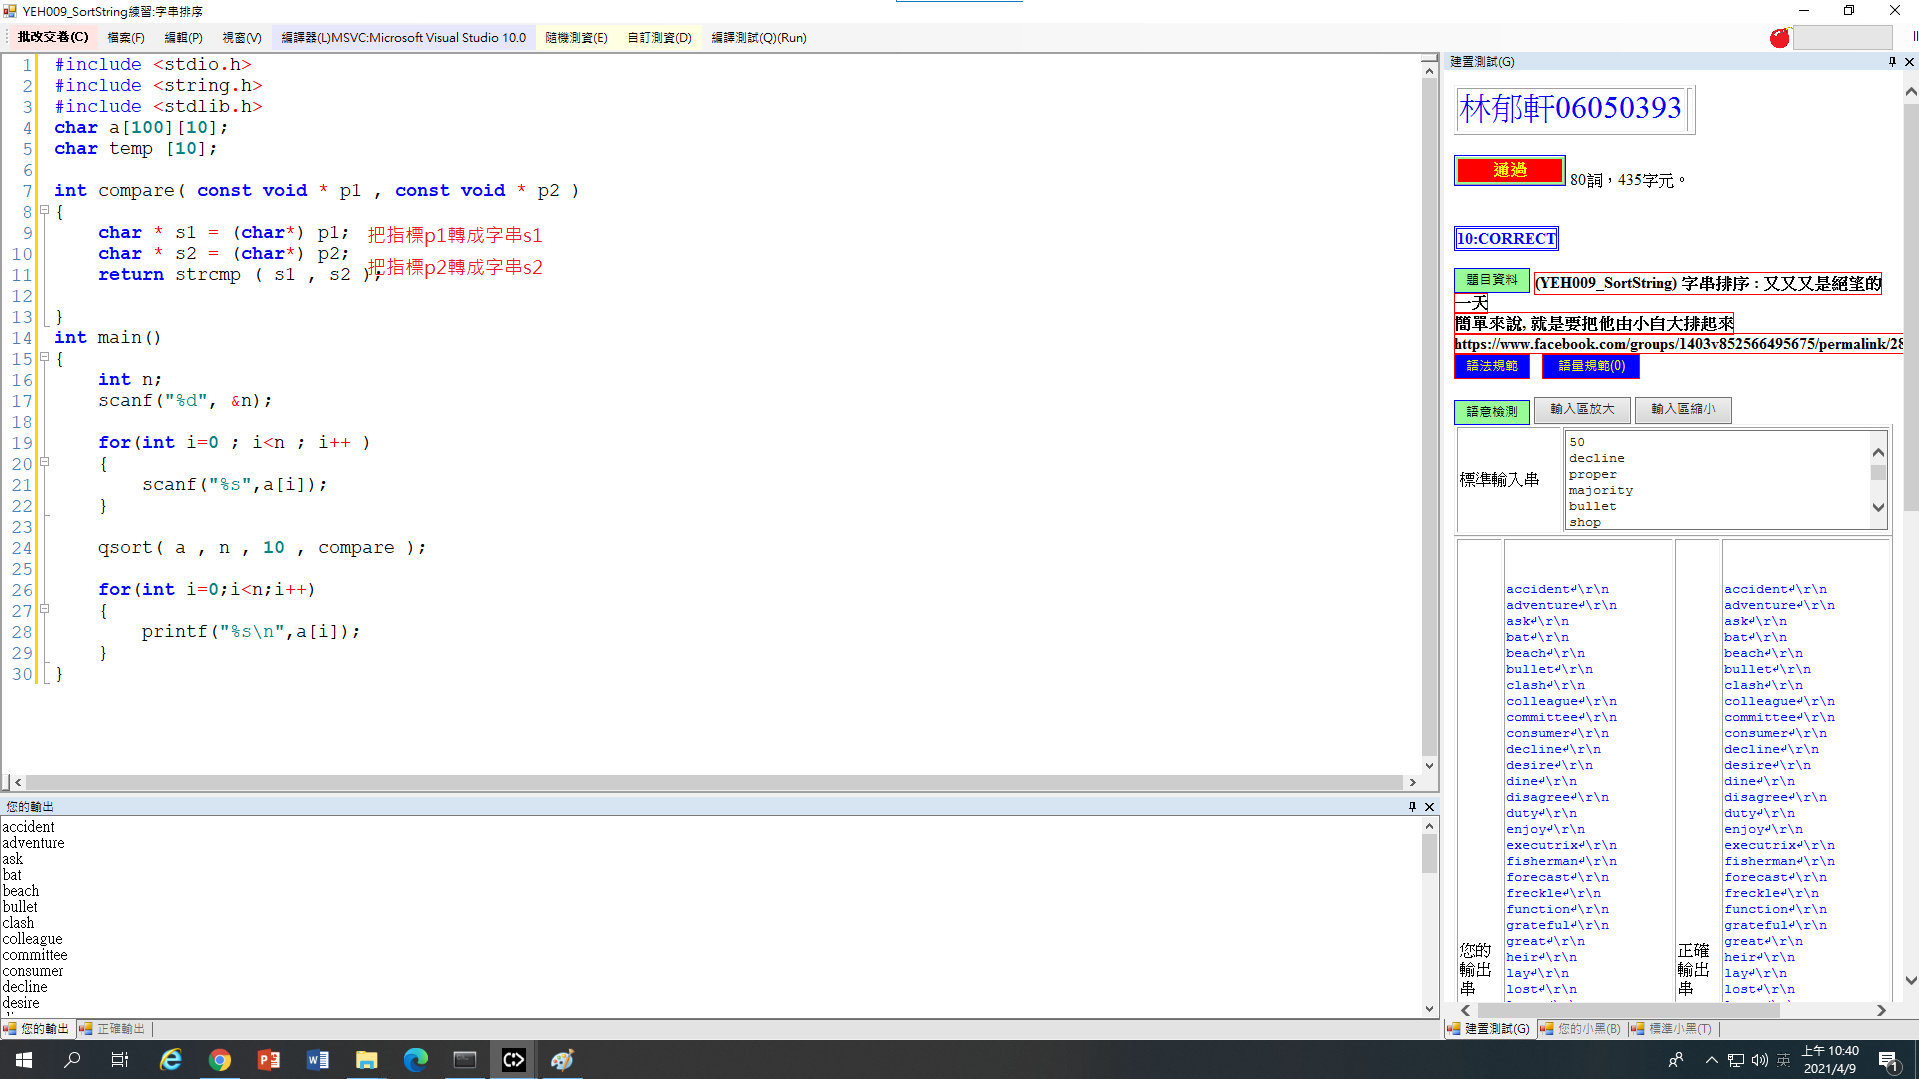 YEH009_SortString練習:字串排序
批改交卷(C) 檔案(F) 編輯(P) 視窗(V) 編譯器(L)MSVC:Microsoft Visual Studio 10.0 隨機測資(E) 自訂測資(D) 編譯測試(Q)(Run)
1 #include <stdio.h>
2 #include <string.h>
3 #include <stdlib.h>
4 char a[100][10];
5 char temp [10];
6
7 int compare( const void * p1 , const void * p2 )
8 {
9 char * s1 = (char*) p1; 把指標p1轉成字串s1
10 char * s2 = (char*) p2;
把指標p2轉成字串s2
11 return strcmp ( s1 , s2 );
12
13 }
14 int main()
15 {
16 int n;
17 scanf("%d", &n);
18
19 for(int i=0 ; i<n ; i++ )
20 {
21 scanf("%s",a[i]);
22 }
23
24 qsort( a , n , 10 , compare );
25
26 for(int i=0;i<n;i++)
27 {
28 printf("%s\n",a[i]);
29 }
30 }
您的輸出
accident
adventure
ask
bat
beach
bullet
clash
colleague
committee
consumer
decline
desire
您的輸出 正確輸出
建置測試(G)
林郁軒06050393
通過 80詞，435字元。
10:CORRECT
題目資料 (YEH009_SortString) 字串排序 : 又又又是絕望的
一天
簡單來說, 就是要把他由小自大排起來
https://www.facebook.com/groups/1403v852566495675/permalink/28
語法規範 語量規範(0)
語意檢測 輸入區放大 輸入區縮小
標準輸入串
50
decline
proper
majority
bullet
shop
您的輸出串
accident↲\r\n
adventure↲\r\n
ask↲\r\n
bat↲\r\n
beach↲\r\n
bullet↲\r\n
clash↲\r\n
colleague↲\r\n
committee↲\r\n
consumer↲\r\n
decline↲\r\n
desire↲\r\n
dine↲\r\n
disagree↲\r\n
duty↲\r\n
enjoy↲\r\n
executrix↲\r\n
fisherman↲\r\n
forecast↲\r\n
freckle↲\r\n
function↲\r\n
grateful↲\r\n
great↲\r\n
heir↲\r\n
lay↲\r\n
lost↲\r\n
正確輸出串
accident↲\r\n
adventure↲\r\n
ask↲\r\n
bat↲\r\n
beach↲\r\n
bullet↲\r\n
clash↲\r\n
colleague↲\r\n
committee↲\r\n
consumer↲\r\n
decline↲\r\n
desire↲\r\n
dine↲\r\n
disagree↲\r\n
duty↲\r\n
enjoy↲\r\n
executrix↲\r\n
fisherman↲\r\n
forecast↲\r\n
freckle↲\r\n
function↲\r\n
grateful↲\r\n
great↲\r\n
heir↲\r\n
lay↲\r\n
lost↲\r\n
建置測試(G) 您的小黑(B) 標準小黑(T)
英
上午 10:40
2021/4/9
1